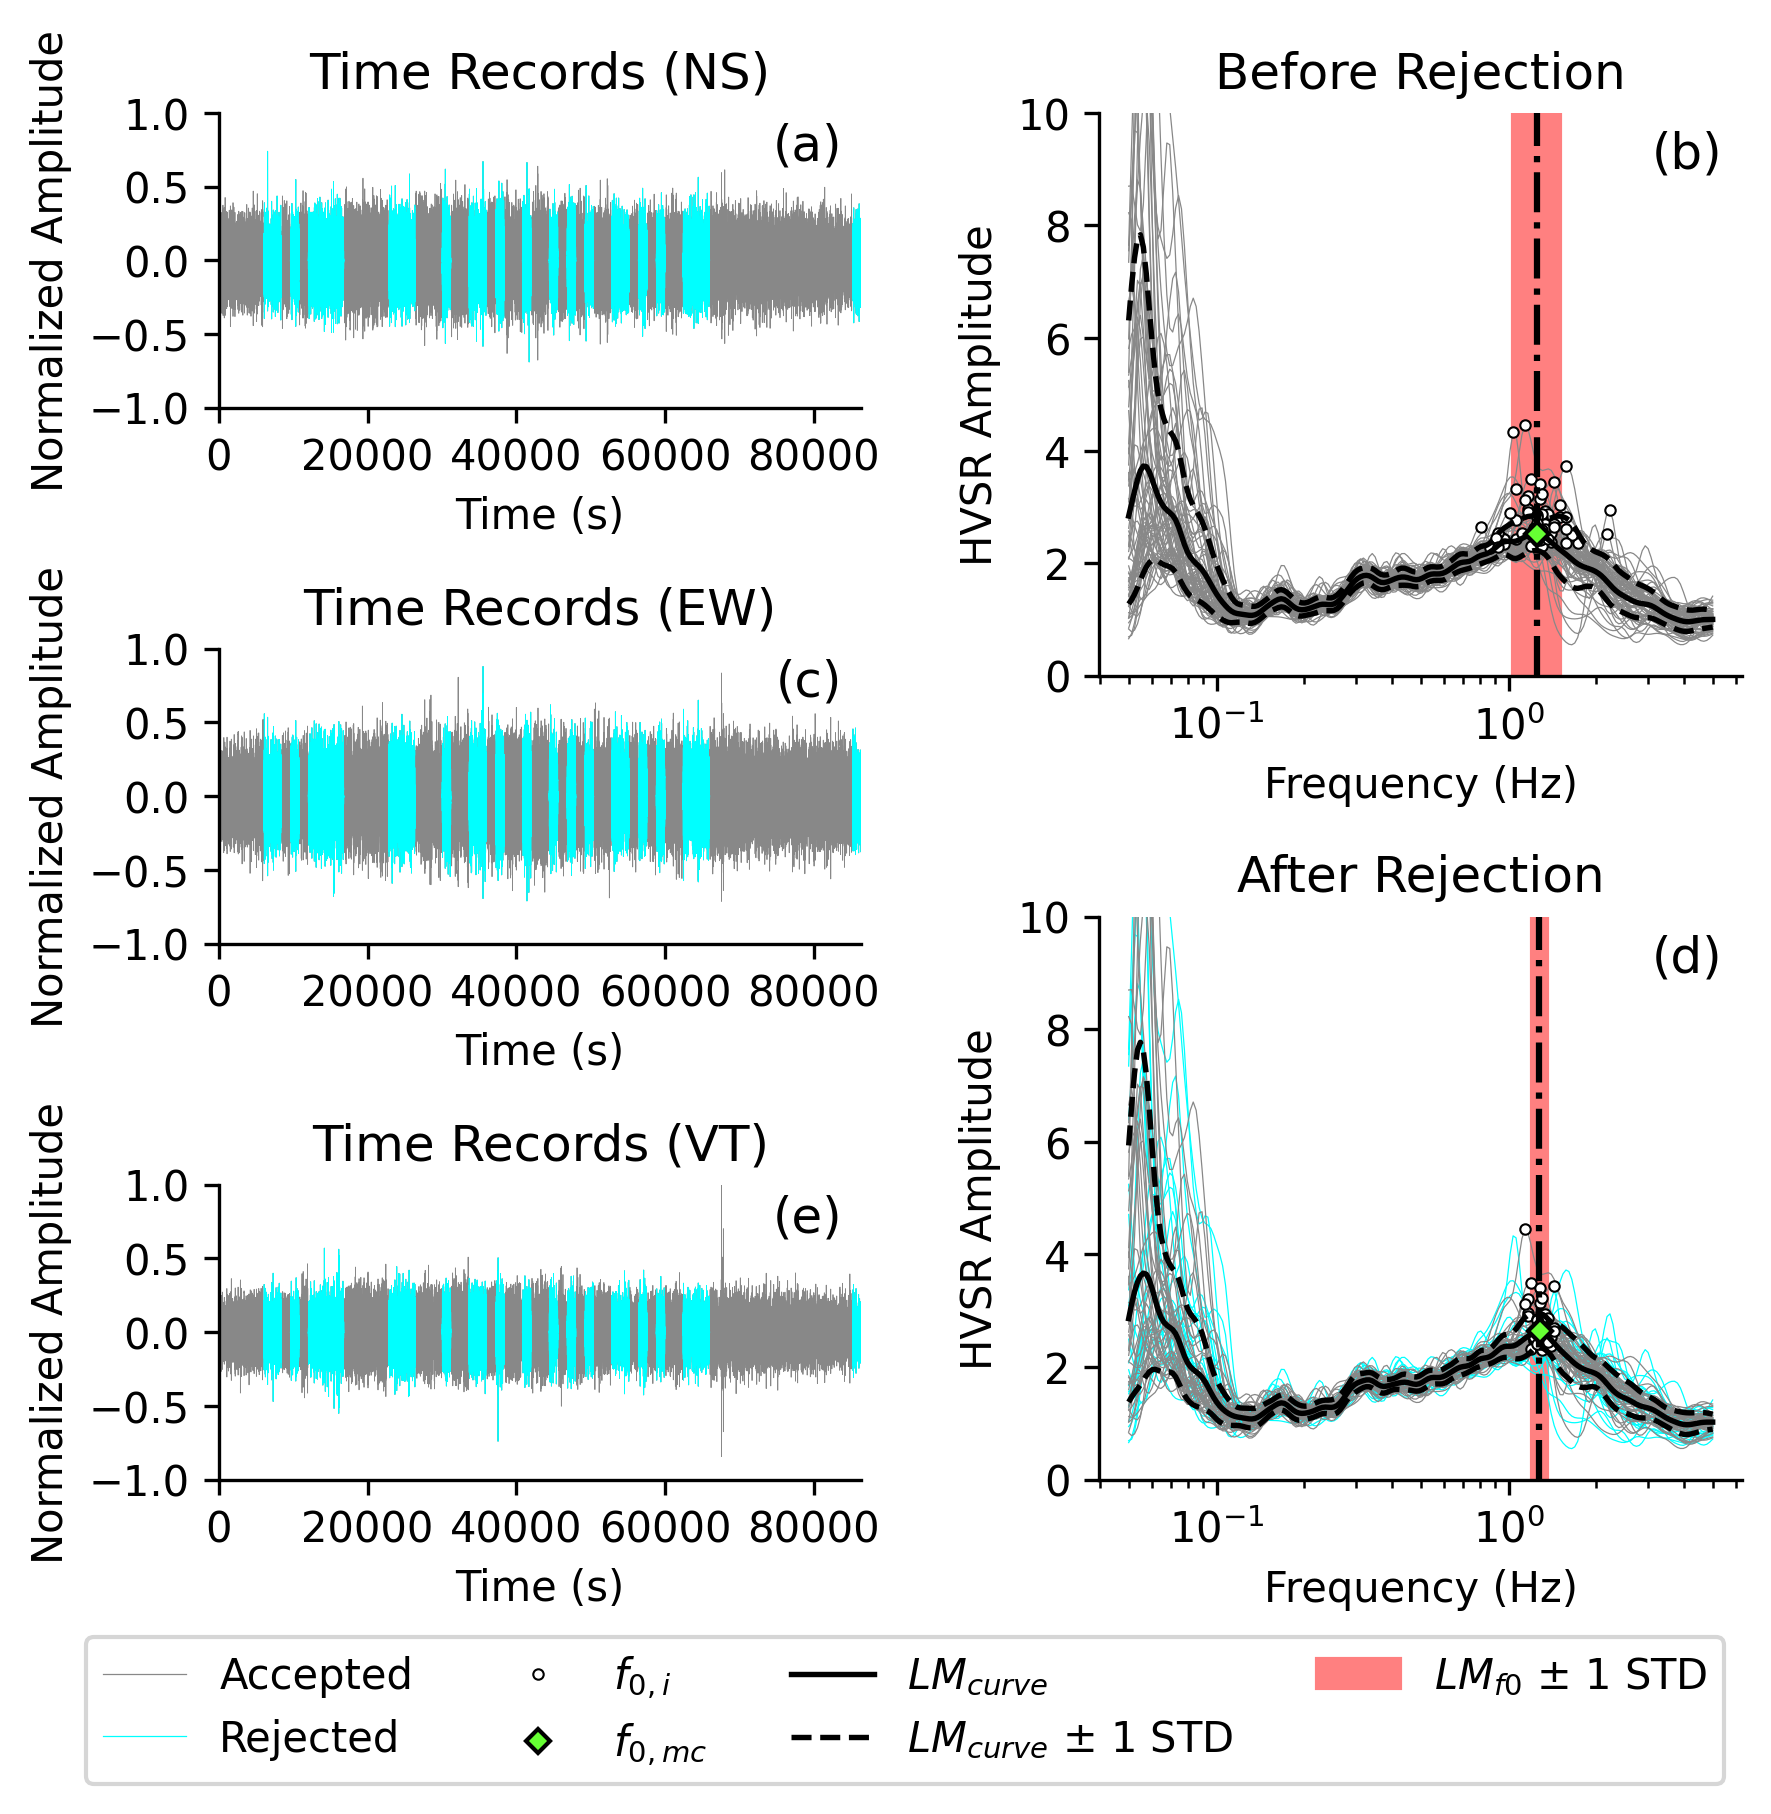 Time Records (NS)
Normalized Amplitude
1.0
0.5
0.0
−0.5
−1.0
(a)
0 20000 40000 60000 80000
Time (s)
Before Rejection
HVSR Amplitude
10
8
6
4
2
0
(b)
10⁻¹ 10⁰
Frequency (Hz)
Time Records (EW)
Normalized Amplitude
1.0
0.5
0.0
−0.5
−1.0
(c)
0 20000 40000 60000 80000
Time (s)
After Rejection
HVSR Amplitude
10
8
6
4
2
0
(d)
10⁻¹ 10⁰
Frequency (Hz)
Time Records (VT)
Normalized Amplitude
1.0
0.5
0.0
−0.5
−1.0
(e)
0 20000 40000 60000 80000
Time (s)
Accepted
Rejected
f0,i
f0,mc
LMcurve
LMcurve ± 1 STD
LMf0 ± 1 STD